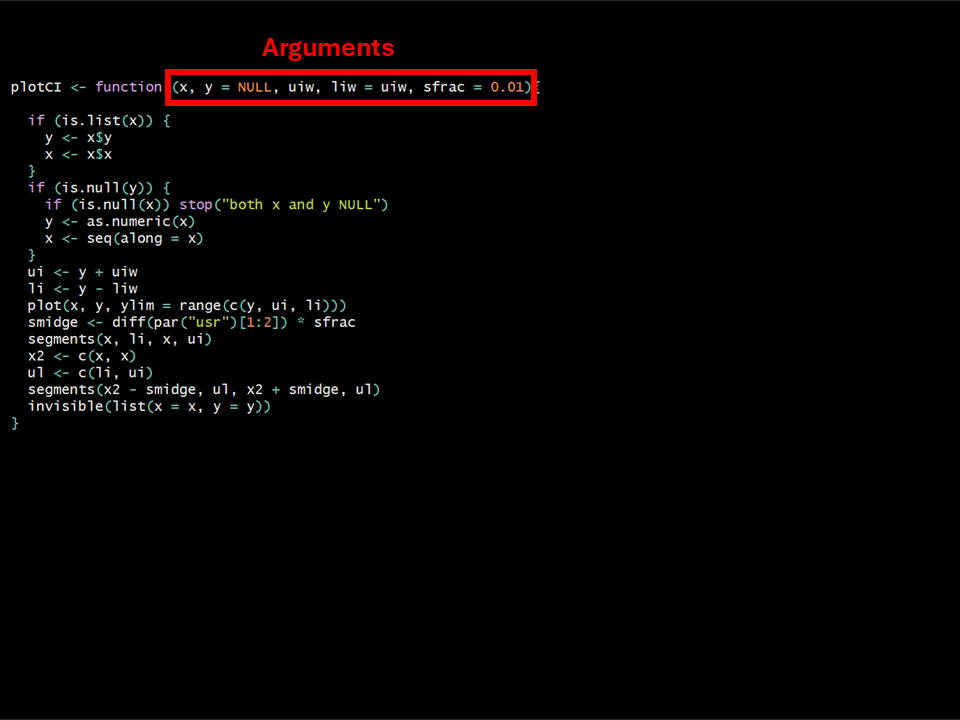 Arguments
plotCI <- function (x, y = NULL, uiw, liw = uiw, sfrac = 0.01){
if (is.list(x)) {
y <- x$y
x <- x$x
}
if (is.null(y)) {
if (is.null(x)) stop("both x and y NULL")
y <- as.numeric(x)
x <- seq(along = x)
}
ui <- y + uiw
li <- y - liw
plot(x, y, ylim = range(c(y, ui, li)))
smidge <- diff(par("usr")[1:2]) * sfrac
segments(x, li, x, ui)
x2 <- c(x, x)
ul <- c(li, ui)
segments(x2 - smidge, ul, x2 + smidge, ul)
invisible(list(x = x, y = y))
}